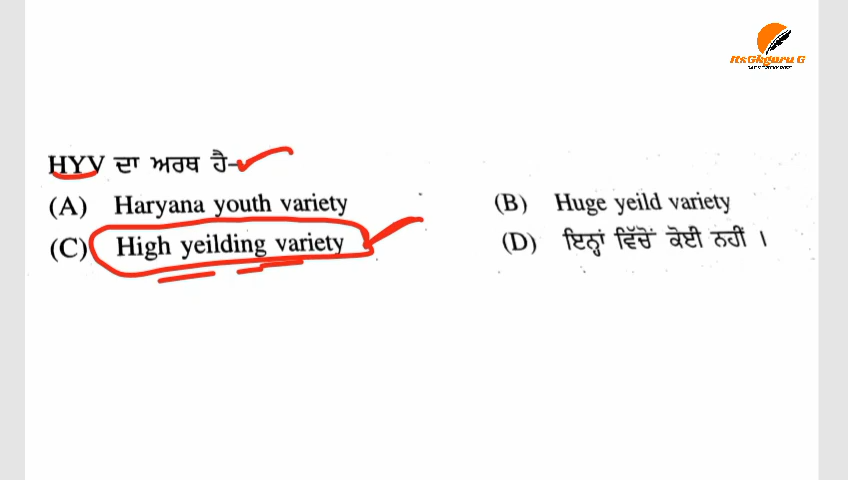 ItsGkguru G
HYV ਦਾ ਅਰਥ ਹੈ-
(A) Haryana youth variety
(B) Huge yeild variety
(C) High yeilding variety
(D) ਇਨ੍ਹਾਂ ਵਿੱਚੋਂ ਕੋਈ ਨਹੀਂ ।